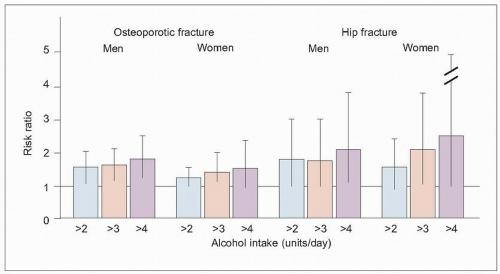 Osteoporotic fracture
Hip fracture
Men
Women
Men
Women
Risk ratio
5
4
3
2
1
0
>2 >3 >4 >2 >3 >4 >2 >3 >4 >2 >3 >4
Alcohol intake (units/day)